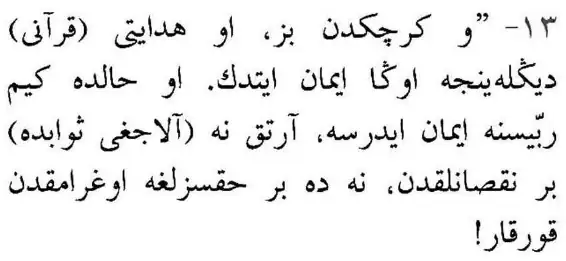 ١٣- ”و كرچكدن بز، او هدايتى (قرآنى)
ديڭله‌ينجه اوڭا ايمان ايتدك. او حالده كيم
ربّيسنه ايمان ايدرسه، آرتق نه (آلاجغى ثوابده)
بر نقصانلقدن، نه ده بر حقسزلغه اوغرامقدن
قورقار!